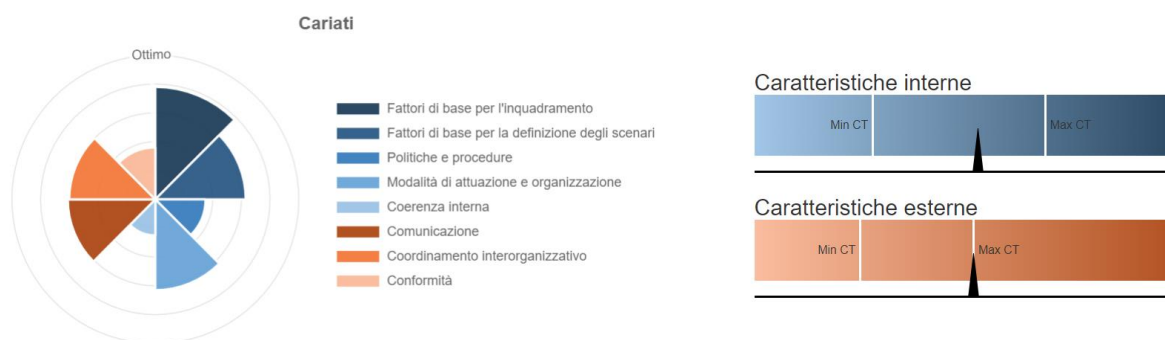 Cariati
Ottimo
Fattori di base per l'inquadramento
Fattori di base per la definizione degli scenari
Politiche e procedure
Modalità di attuazione e organizzazione
Coerenza interna
Comunicazione
Coordinamento interorganizzativo
Conformità
Caratteristiche interne
Min CT
Max CT
Caratteristiche esterne
Min CT
Max CT